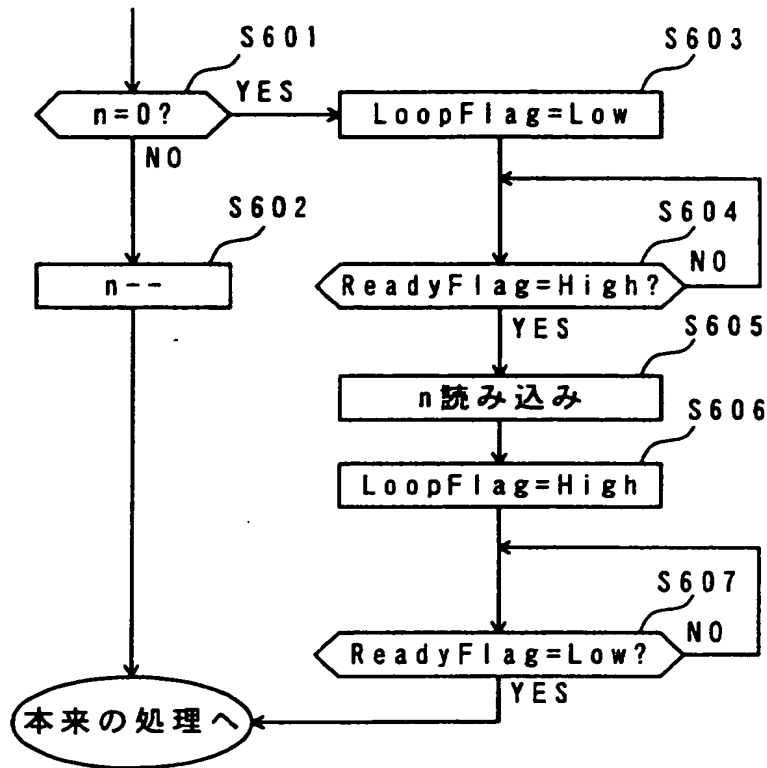 S601
n=0?
YES
NO
S602
n--
S603
LoopFlag=Low
S604
ReadyFlag=High?
NO
YES
S605
n読み込み
S606
LoopFlag=High
S607
ReadyFlag=Low?
NO
YES
本来の処理へ